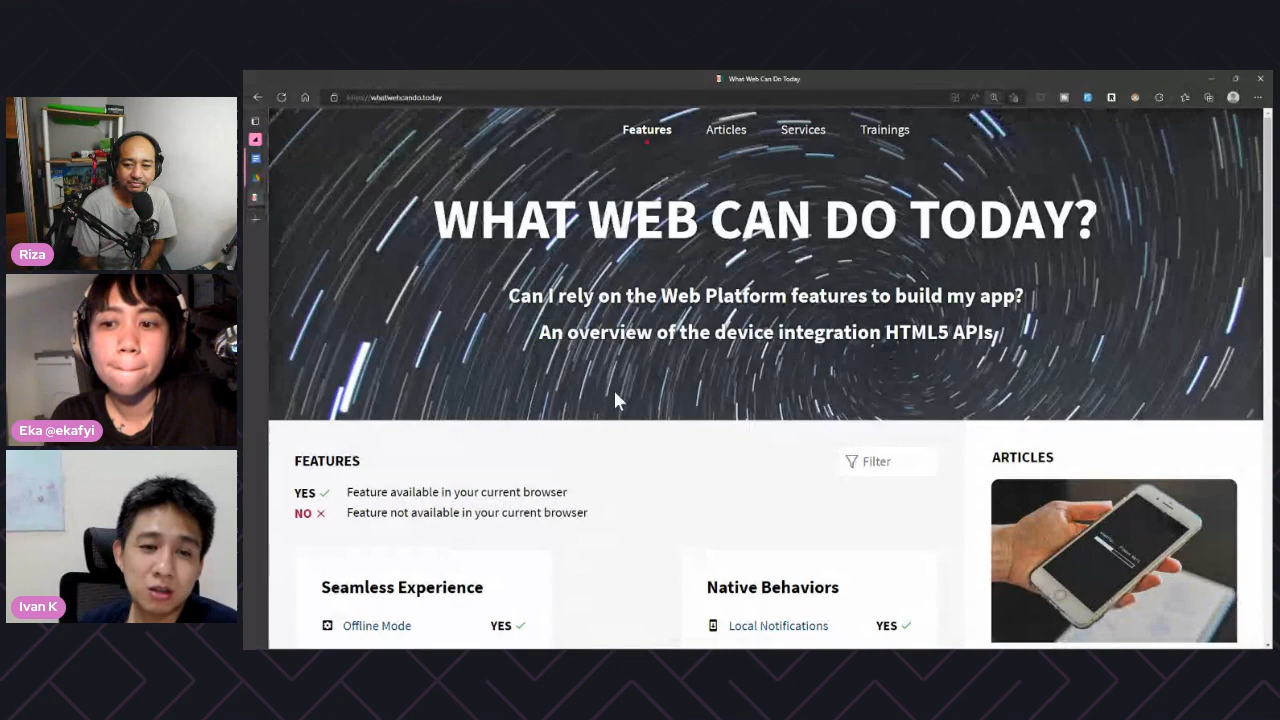 What Web Can Do Today
https://whatwebcando.today
Features
Articles
Services
Trainings
WHAT WEB CAN DO TODAY?
Can I rely on the Web Platform features to build my app?
An overview of the device integration HTML5 APIs
FEATURES
Filter
YES ✓ Feature available in your current browser
NO × Feature not available in your current browser
Seamless Experience
Offline Mode YES ✓
Native Behaviors
Local Notifications YES ✓
ARTICLES
Riza
Eka @ekafyi
Ivan K